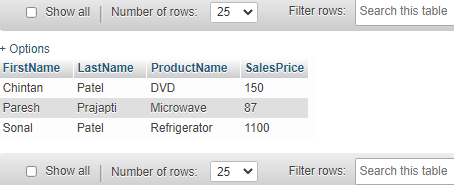 Show all Number of rows: 25 Filter rows: Search this table
+ Options
FirstName LastName ProductName SalesPrice
Chintan Patel DVD 150
Paresh Prajapti Microwave 87
Sonal Patel Refrigerator 1100
Show all Number of rows: 25 Filter rows: Search this table